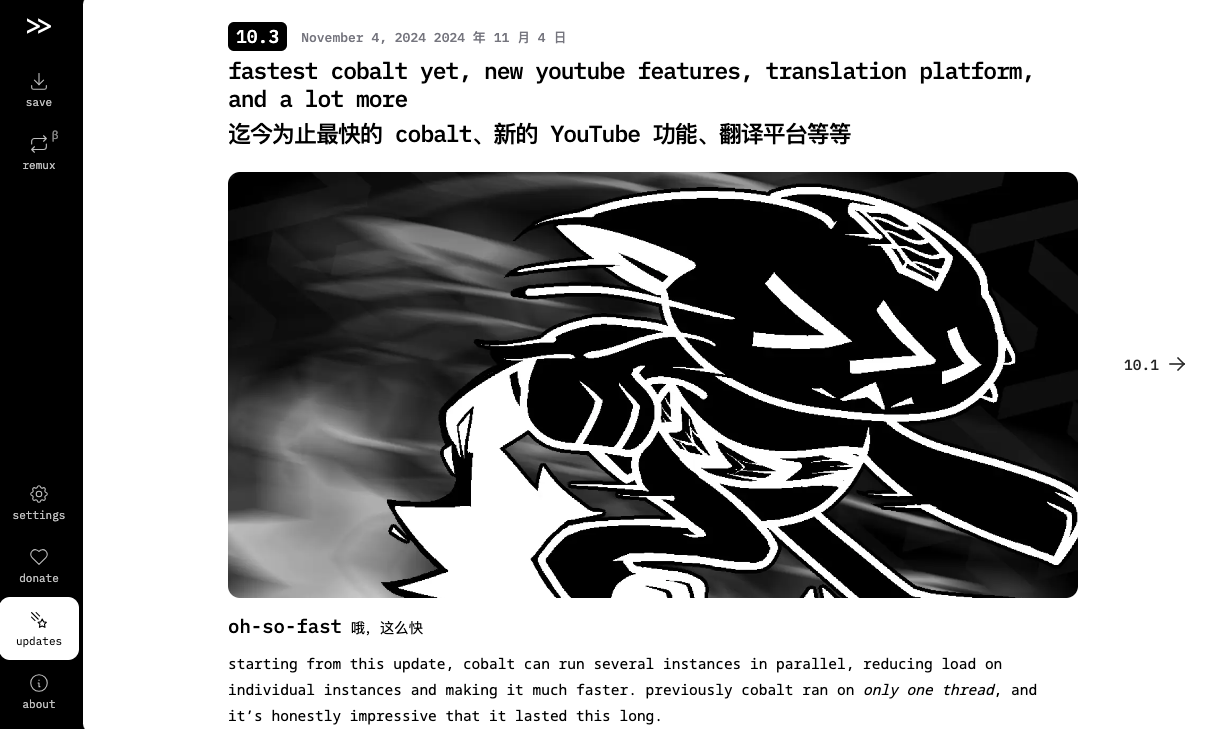 save
remux β
settings
donate
updates
about
10.3 November 4, 2024 2024 年 11 月 4 日
fastest cobalt yet, new youtube features, translation platform,
and a lot more
迄今为止最快的 cobalt、新的 YouTube 功能、翻译平台等等
10.1 →
oh-so-fast 哦，这么快
starting from this update, cobalt can run several instances in parallel, reducing load on
individual instances and making it much faster. previously cobalt ran on only one thread, and
it’s honestly impressive that it lasted this long.